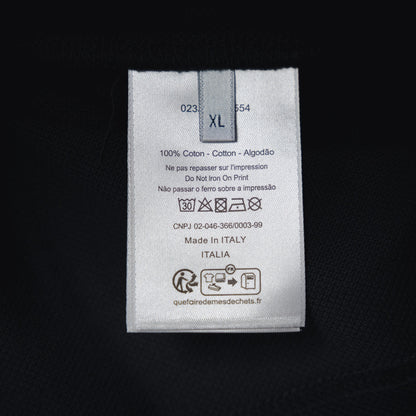 XL
100% Coton - Cotton - Algodão
Ne pas repasser sur l'impression
Do Not Iron On Print
Não passar o ferro sobre a impressão
30
CNPJ 02-046-366/0003-99
Made In ITALY
ITALIA
FR
quefairedemesdechets.fr